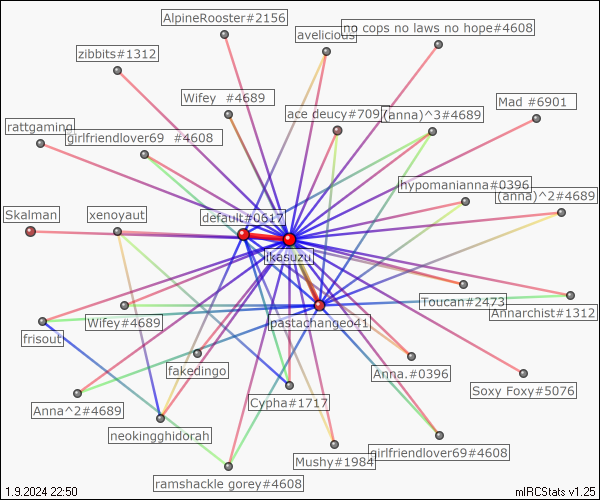 AlpineRooster#2156
no cops no laws no hope#4608
avelicious
zibbits#1312
Wifey  #4689
Mad #6901
ace deucy#709
(anna)^3#4689
rattgaming
girlfriendlover69  #4608
hypomanianna#0396
(anna)^2#4689
Skalman
xenoyaut
default#0617
ikesuzu
Toucan#2473
Annarchist#1312
Wifey#4689
pastachange041
frisout
fakedingo
Anna.#0396
Soxy Foxy#5076
Cypha#1717
Anna^2#4689
neokingghidorah
girlfriendlover69#4608
Mushy#1984
ramshackle gorey#4608
1.9.2024 22:50
mIRCStats v1.25